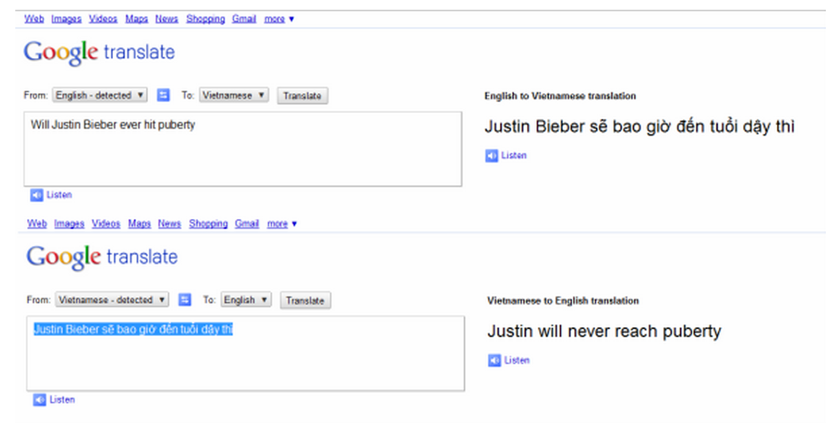 Web Images Videos Maps News Shopping Gmail more ▼
Google translate
From: English - detected ▼ To: Vietnamese ▼ Translate
English to Vietnamese translation
Will Justin Bieber ever hit puberty
Justin Bieber sẽ bao giờ đến tuổi dậy thì
Listen
Listen
Web Images Videos Maps News Shopping Gmail more ▼
Google translate
From: Vietnamese - detected ▼ To: English ▼ Translate
Vietnamese to English translation
Justin Bieber sẽ bao giờ đến tuổi dậy thì
Justin will never reach puberty
Listen
Listen